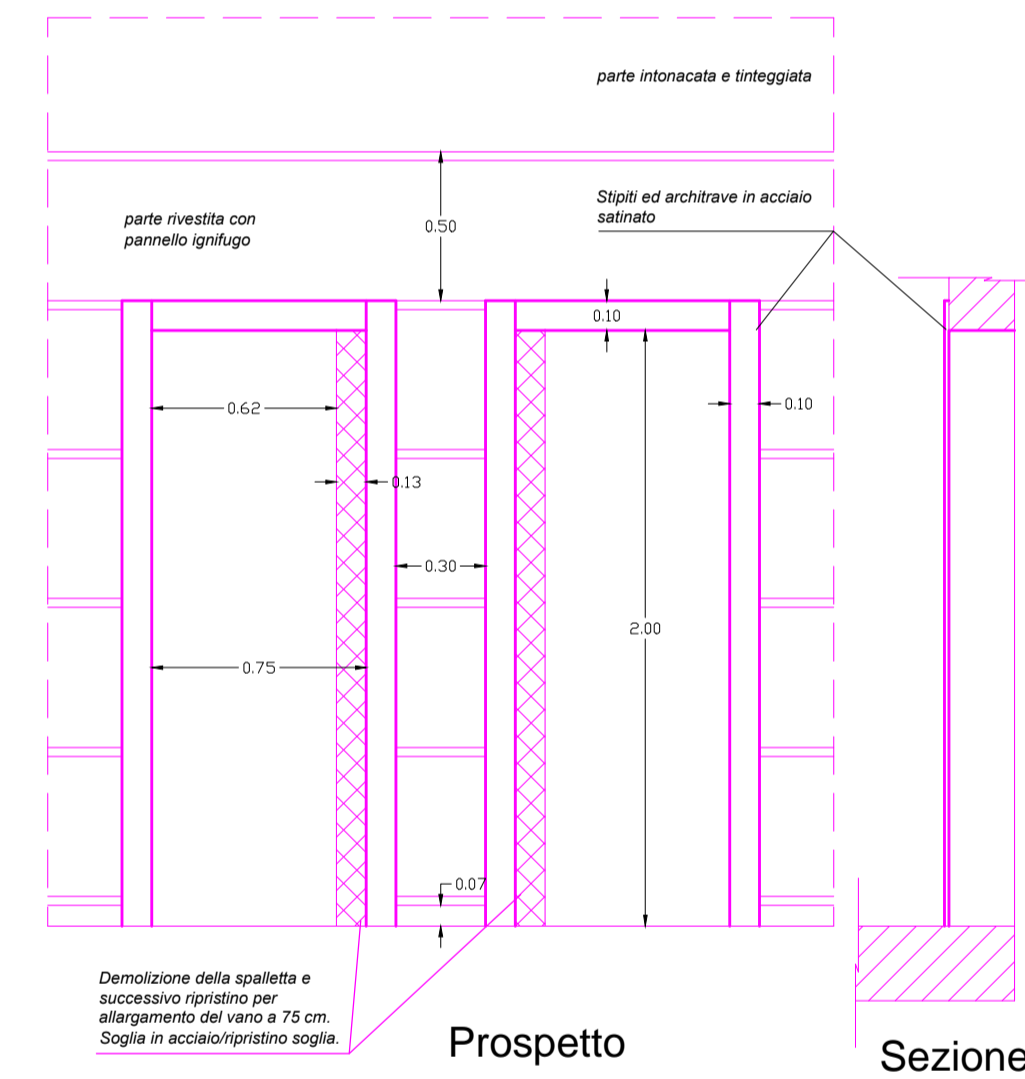 parte intonacata e tinteggiata
parte rivestita con
pannello ignifugo
0.50
Stipiti ed architrave in acciaio
satinato
0.10
0.62
0.10
0.13
0.30
2.00
0.75
0.07
Demolizione della spalletta e
successivo ripristino per
allargamento del vano a 75 cm.
Soglia in acciaio/ripristino soglia.
Prospetto
Sezione